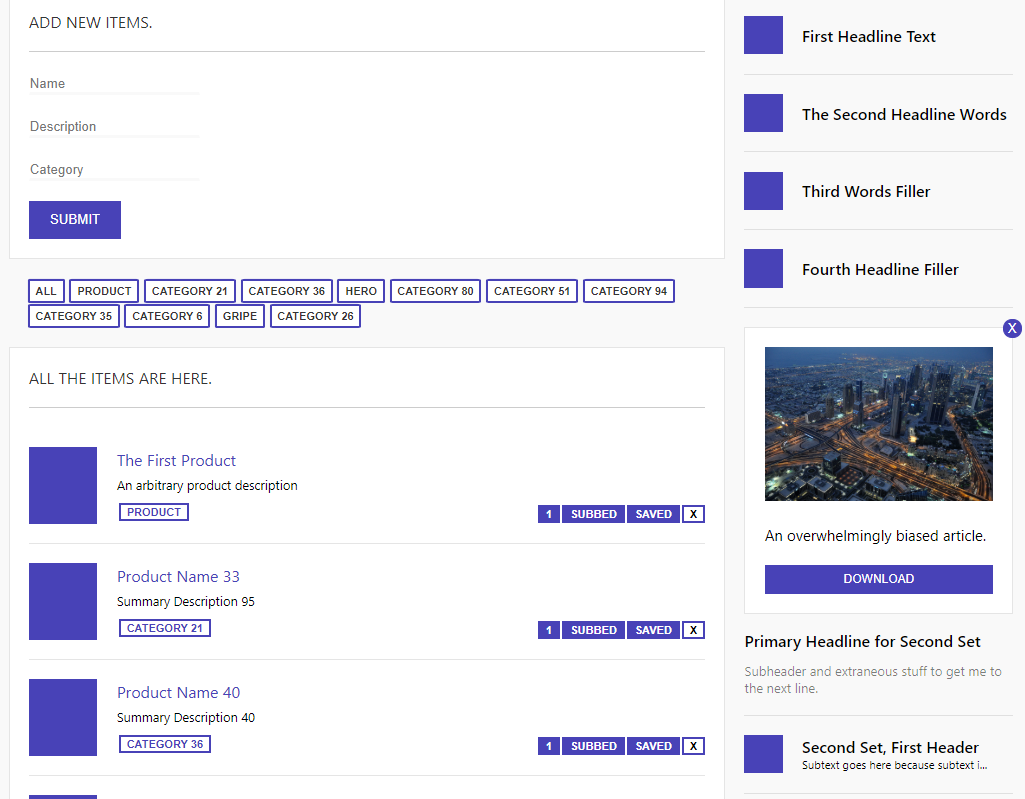 ADD NEW ITEMS.
Name
Description
Category
SUBMIT
ALL PRODUCT CATEGORY 21 CATEGORY 36 HERO CATEGORY 80 CATEGORY 51 CATEGORY 94
CATEGORY 35 CATEGORY 6 GRIPE CATEGORY 26
ALL THE ITEMS ARE HERE.
The First Product
An arbitrary product description
PRODUCT
1 SUBBED SAVED X
Product Name 33
Summary Description 95
CATEGORY 21
1 SUBBED SAVED X
Product Name 40
Summary Description 40
CATEGORY 36
1 SUBBED SAVED X
First Headline Text
The Second Headline Words
Third Words Filler
Fourth Headline Filler
X
An overwhelmingly biased article.
DOWNLOAD
Primary Headline for Second Set
Subheader and extraneous stuff to get me to
the next line.
Second Set, First Header
Subtext goes here because subtext i...